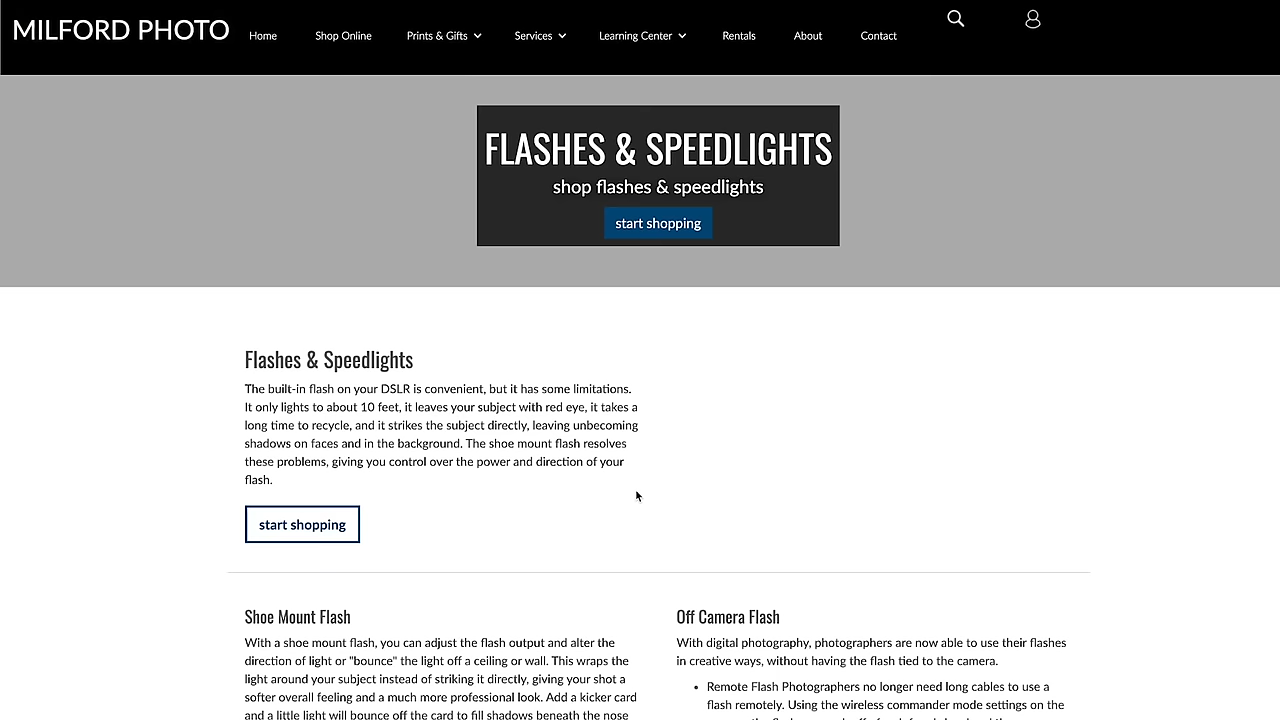 MILFORD PHOTO
Home Shop Online Prints & Gifts Services Learning Center Rentals About Contact
FLASHES & SPEEDLIGHTS
shop flashes & speedlights
start shopping
Flashes & Speedlights
The built-in flash on your DSLR is convenient, but it has some limitations.
It only lights to about 10 feet, it leaves your subject with red eye, it takes a
long time to recycle, and it strikes the subject directly, leaving unbecoming
shadows on faces and in the background. The shoe mount flash resolves
these problems, giving you control over the power and direction of your
flash.
start shopping
Shoe Mount Flash
With a shoe mount flash, you can adjust the flash output and alter the
direction of light or "bounce" the light off a ceiling or wall. This wraps the
light around your subject instead of striking it directly, giving your shot a
softer overall feeling and a much more professional look. Add a kicker card
and a little light will bounce off the card to fill shadows beneath the nose
Off Camera Flash
With digital photography, photographers are now able to use their flashes
in creative ways, without having the flash tied to the camera.
• Remote Flash Photographers no longer need long cables to use a
flash remotely. Using the wireless commander mode settings on the